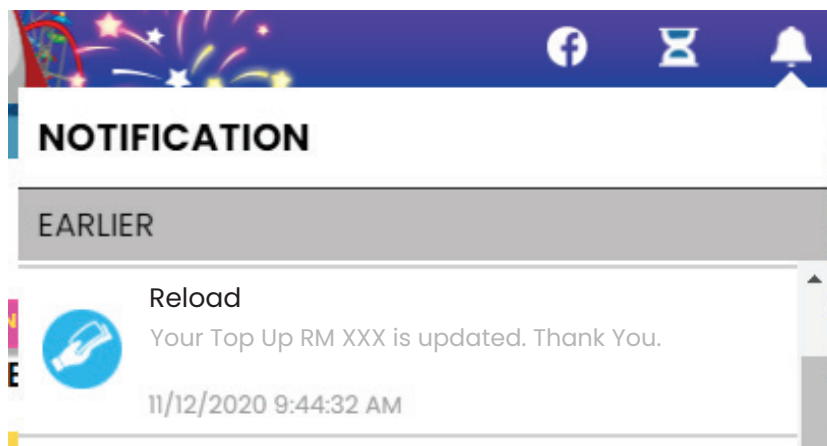 NOTIFICATION
EARLIER
Reload
Your Top Up RM XXX is updated. Thank You.
11/12/2020 9:44:32 AM